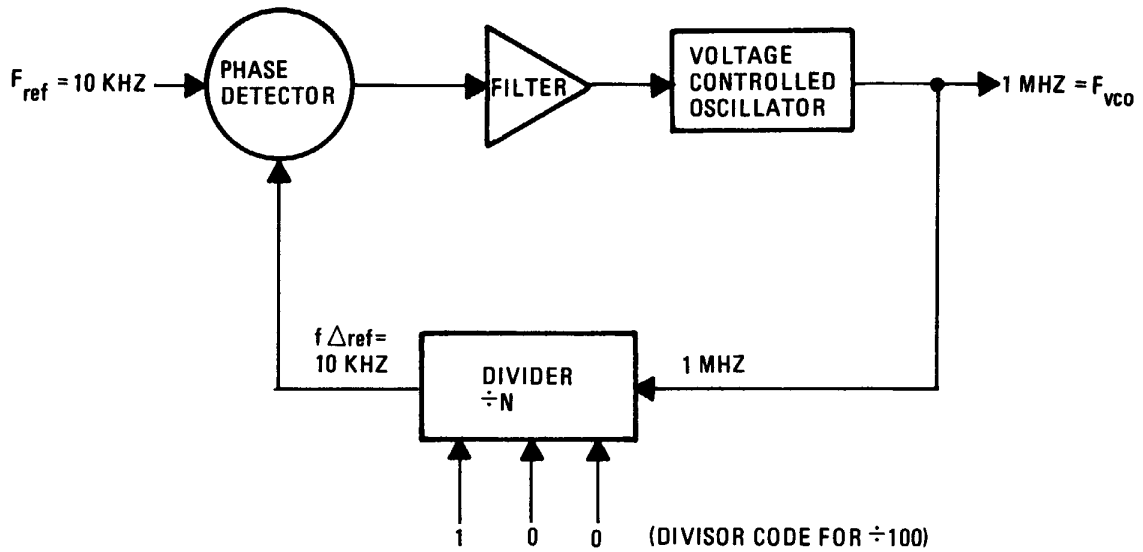 F ref = 10 KHZ
PHASE
DETECTOR
FILTER
VOLTAGE
CONTROLLED
OSCILLATOR
1 MHZ = F vco
f Δref=
10 KHZ
DIVIDER
÷N
1 MHZ
1 0 0 (DIVISOR CODE FOR ÷100)